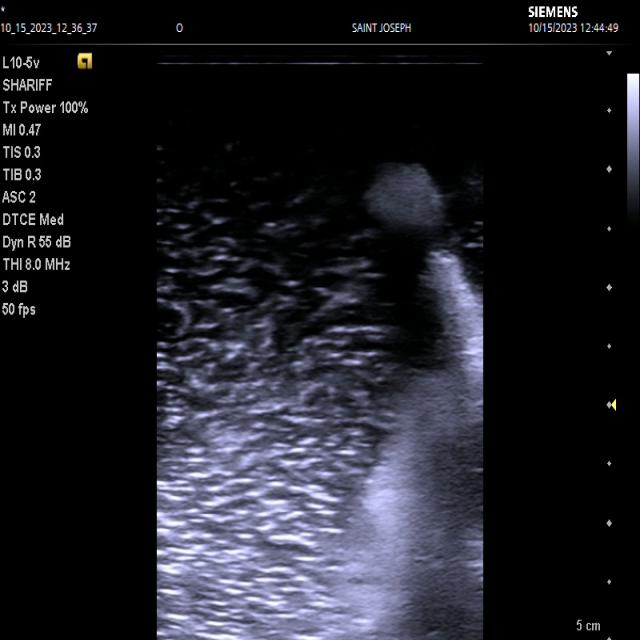 SIEMENS
10_15_2023_12_36_37 O SAINT JOSEPH 10/15/2023 12:44:49
L10-5v
SHARIFF
Tx Power 100%
MI 0.47
TIS 0.3
TIB 0.3
ASC 2
DTCE Med
Dyn R 55 dB
THI 8.0 MHz
3 dB
50 fps
5 cm